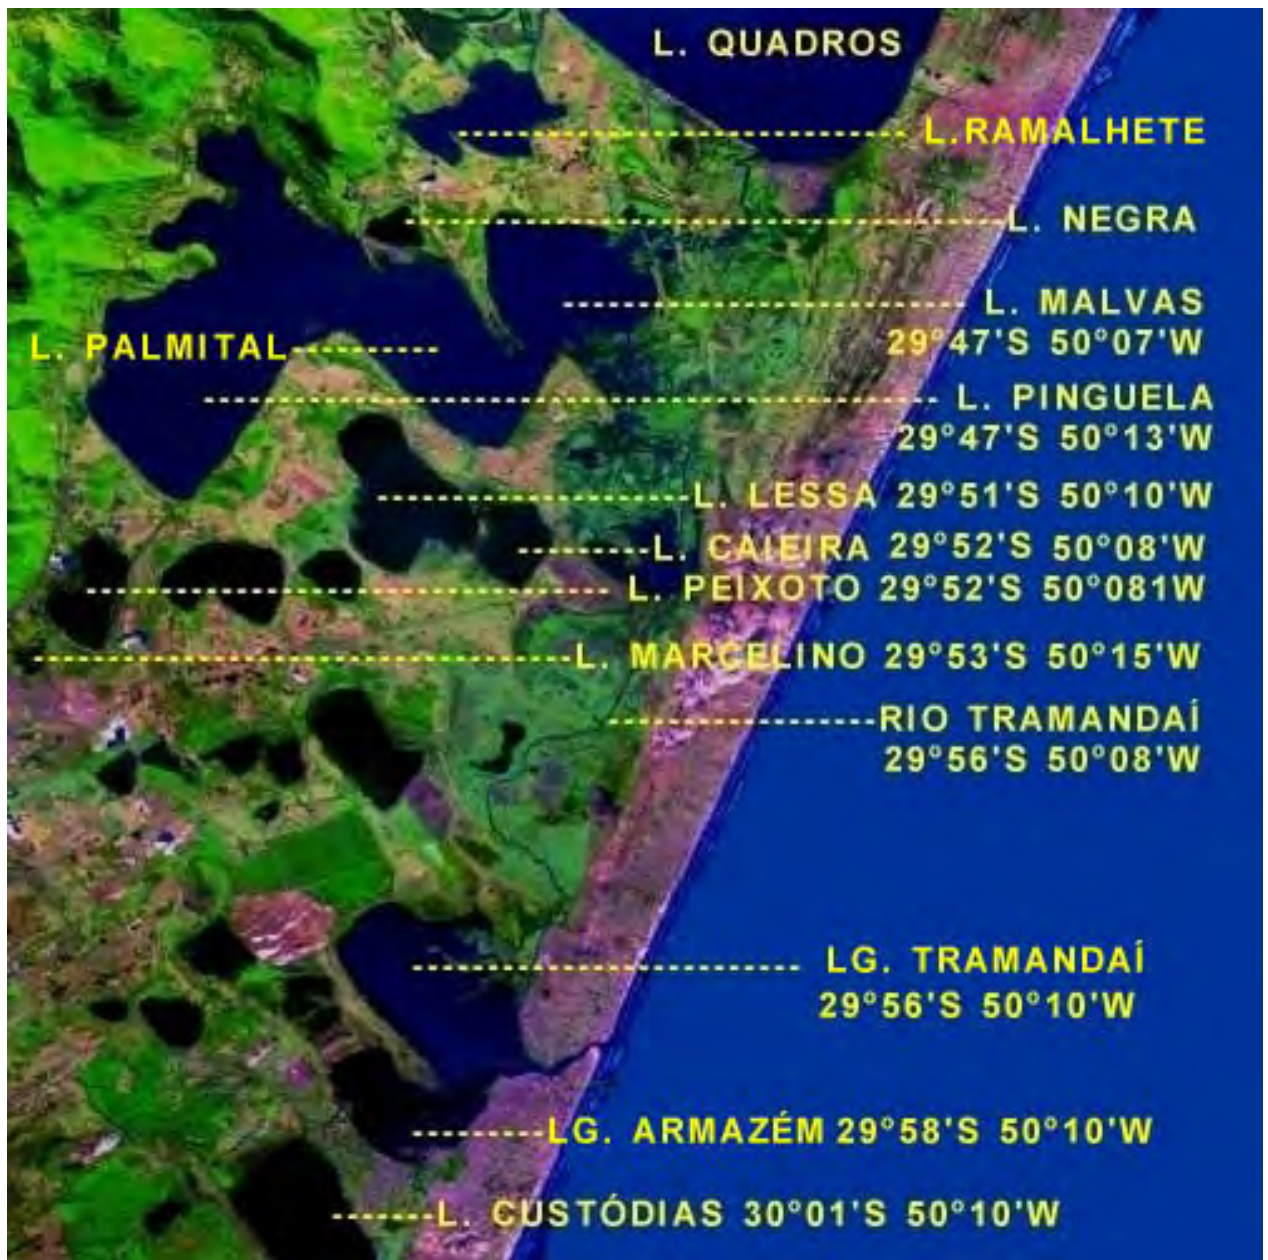 L. QUADROS
L.RAMALHETE
L. NEGRA
L. MALVAS
29°47'S 50°07'W
L. PALMITAL
L. PINGUELA
29°47'S 50°13'W
L. LESSA 29°51'S 50°10'W
L. CAIEIRA 29°52'S 50°08'W
L. PEIXOTO 29°52'S 50°081W
L. MARCELINO 29°53'S 50°15'W
RIO TRAMANDAÍ
29°56'S 50°08'W
LG. TRAMANDAÍ
29°56'S 50°10'W
LG. ARMAZÉM 29°58'S 50°10'W
L. CUSTÓDIAS 30°01'S 50°10'W